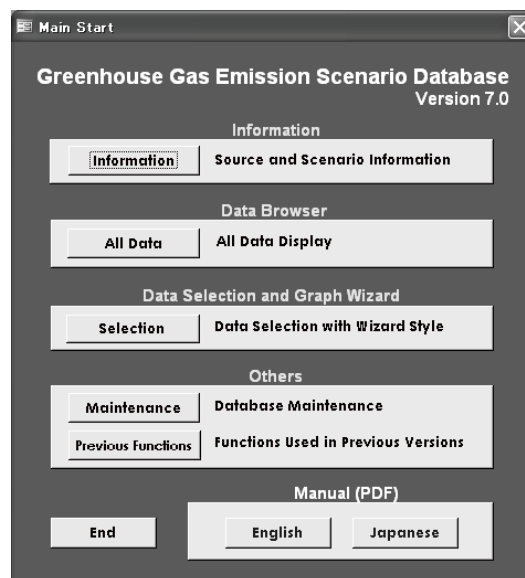 Main Start
Greenhouse Gas Emission Scenario Database
Version 7.0
Information
Information Source and Scenario Information
Data Browser
All Data All Data Display
Data Selection and Graph Wizard
Selection Data Selection with Wizard Style
Others
Maintenance Database Maintenance
Previous Functions Functions Used in Previous Versions
Manual (PDF)
End English Japanese